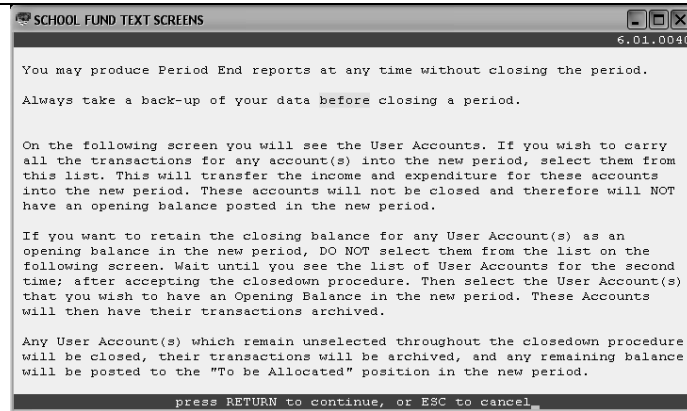 SCHOOL FUND TEXT SCREENS
6.01.0040
You may produce Period End reports at any time without closing the period.
Always take a back-up of your data before closing a period.
On the following screen you will see the User Accounts. If you wish to carry
all the transactions for any account(s) into the new period, select them from
this list. This will transfer the income and expenditure for these accounts
into the new period. These accounts will not be closed and therefore will NOT
have an opening balance posted in the new period.
If you want to retain the closing balance for any User Account(s) as an
opening balance in the new period, DO NOT select them from the list on the
following screen. Wait until you see the list of User Accounts for the second
time; after accepting the closedown procedure. Then select the User Account(s)
that you wish to have an Opening Balance in the new period. These Accounts
will then have their transactions archived.
Any User Account(s) which remain unselected throughout the closedown procedure
will be closed, their transactions will be archived, and any remaining balance
will be posted to the "To be Allocated" position in the new period.
press RETURN to continue, or ESC to cancel_